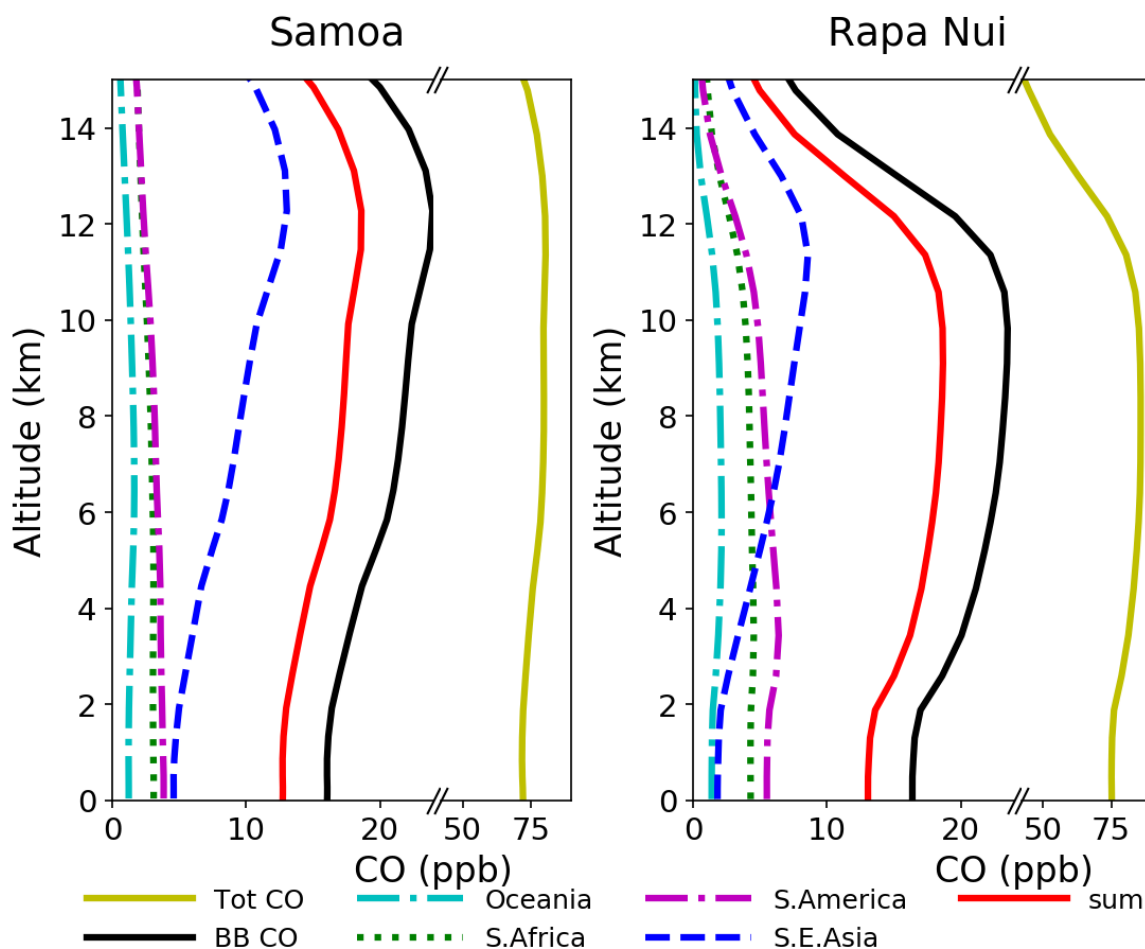 Samoa
Rapa Nui
Altitude (km)
14
12
10
8
6
4
2
0
0 10 20 50 75
CO (ppb)
Altitude (km)
14
12
10
8
6
4
2
0
0 10 20 50 75
CO (ppb)
Tot CO Oceania S.America sum
BB CO S.Africa S.E.Asia